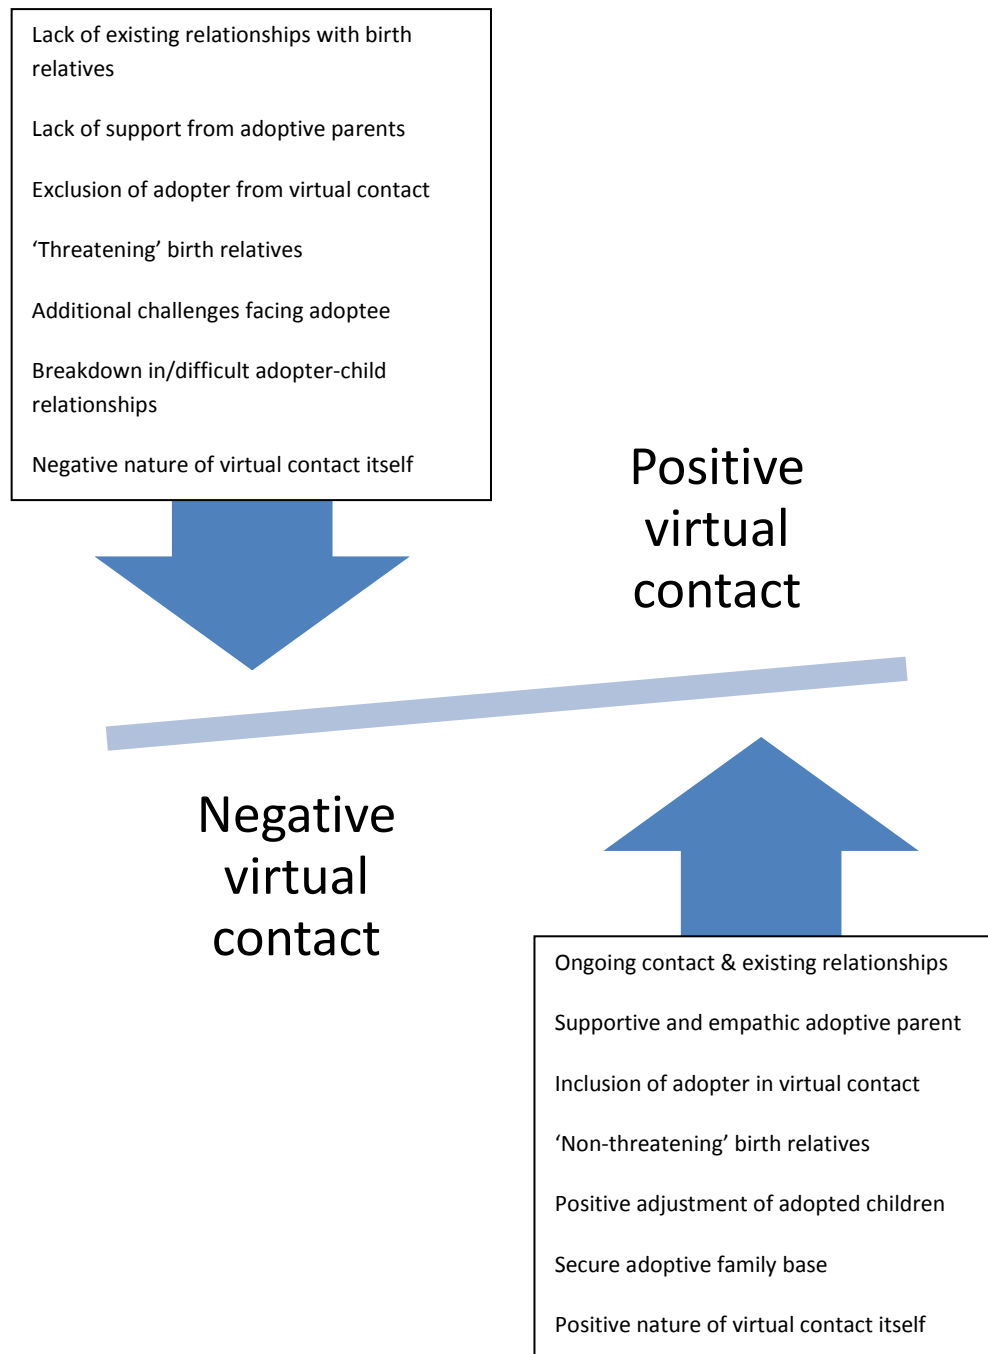 Lack of existing relationships with birth
relatives
Lack of support from adoptive parents
Exclusion of adopter from virtual contact
‘Threatening’ birth relatives
Additional challenges facing adoptee
Breakdown in/difficult adopter-child
relationships
Negative nature of virtual contact itself
Positive
virtual
contact
Negative
virtual
contact
Ongoing contact & existing relationships
Supportive and empathic adoptive parent
Inclusion of adopter in virtual contact
‘Non-threatening’ birth relatives
Positive adjustment of adopted children
Secure adoptive family base
Positive nature of virtual contact itself